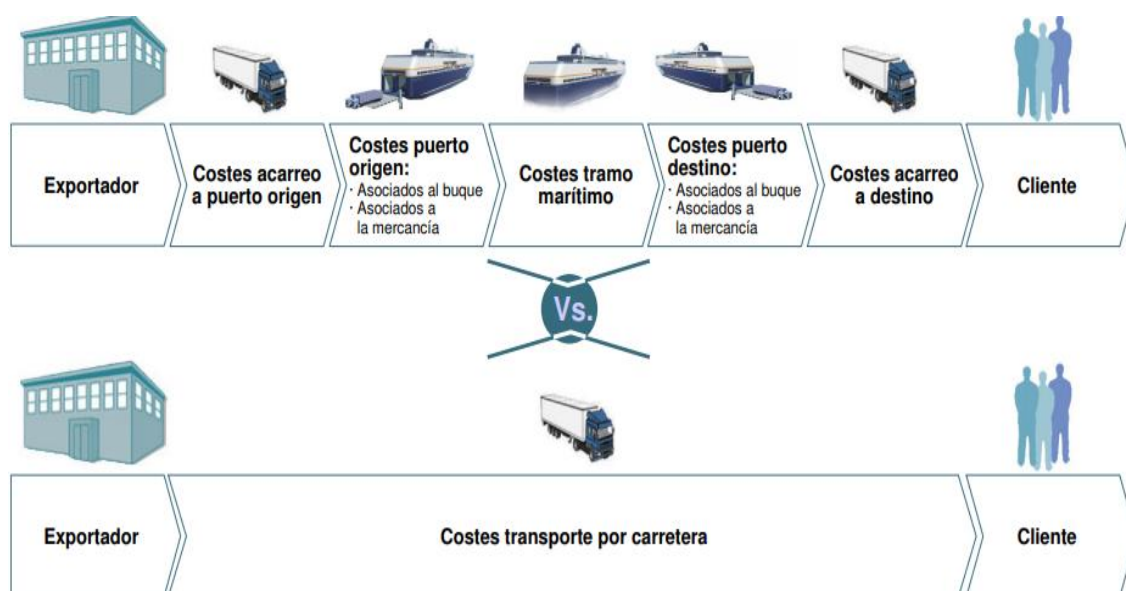 Exportador
Costes acarreo
a puerto origen
Costes puerto
origen:
· Asociados al buque
· Asociados a
la mercancía
Costes tramo
marítimo
Costes puerto
destino:
· Asociados al buque
· Asociados a
la mercancía
Costes acarreo
a destino
Cliente
Vs.
Exportador
Costes transporte por carretera
Cliente